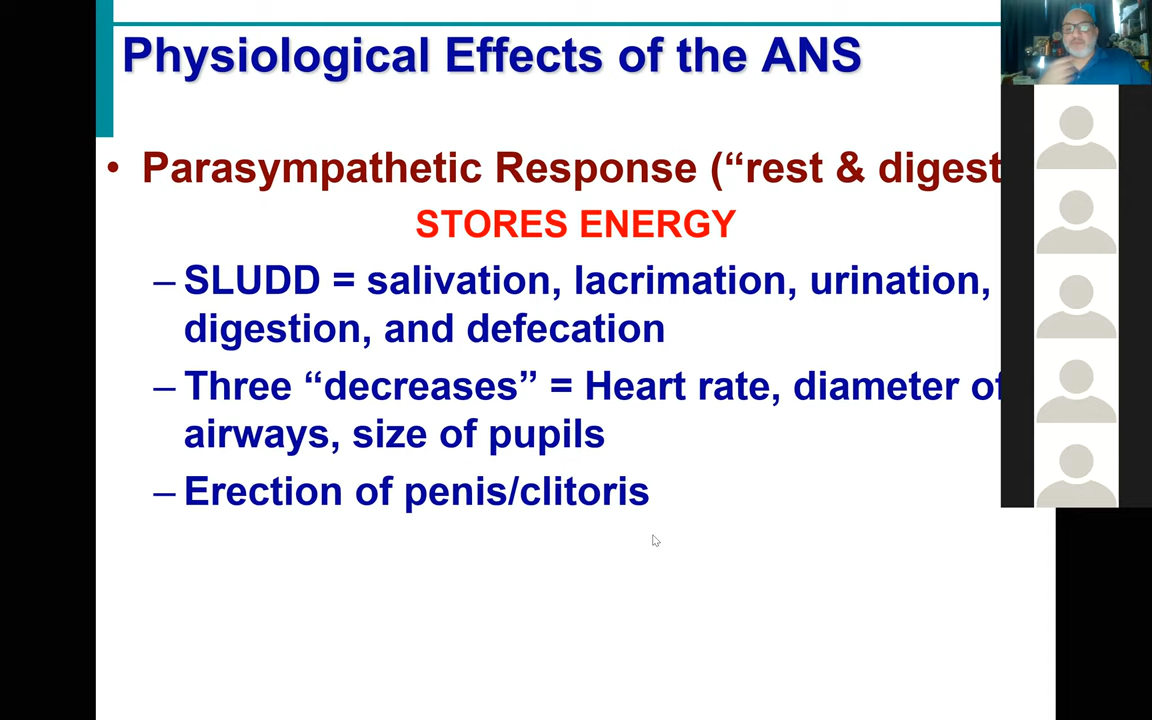 Physiological Effects of the ANS
• Parasympathetic Response (“rest & digest
STORES ENERGY
– SLUDD = salivation, lacrimation, urination,
digestion, and defecation
– Three “decreases” = Heart rate, diameter of
airways, size of pupils
– Erection of penis/clitoris